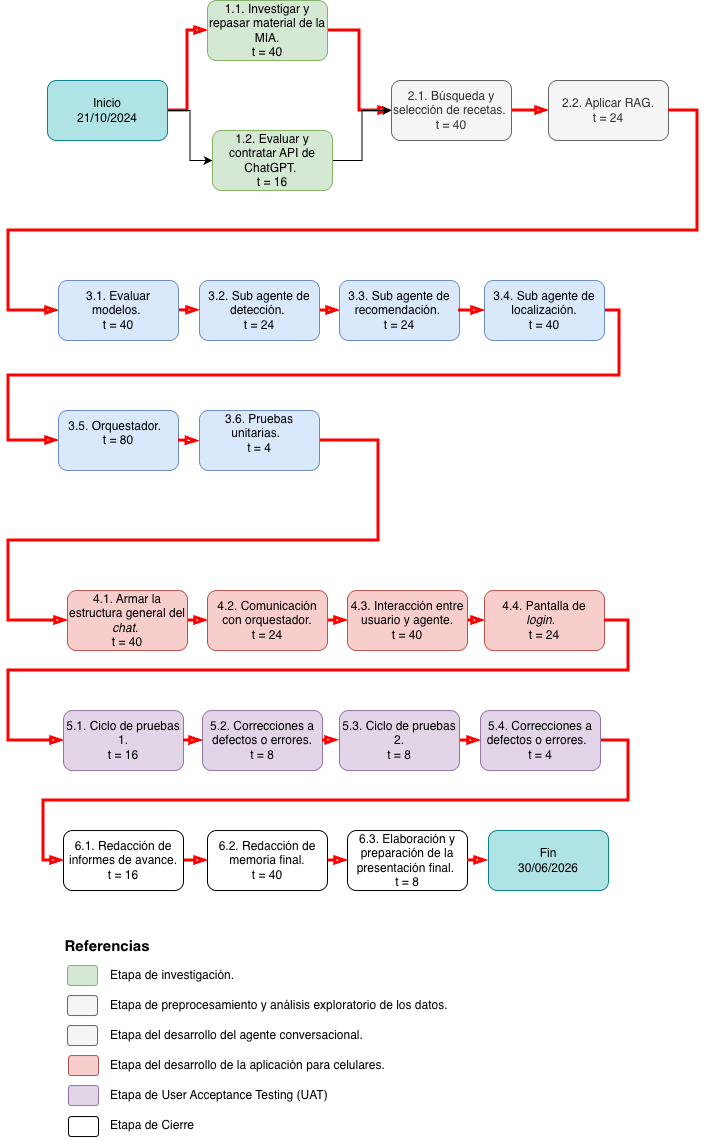 1.1. Investigar y
repasar material de la
MIA.
t = 40
Inicio
21/10/2024
1.2. Evaluar y
contratar API de
ChatGPT.
t = 16
2.1. Búsqueda y
selección de recetas.
t = 40
2.2. Aplicar RAG.
t = 24
3.1. Evaluar
modelos.
t = 40
3.2. Sub agente de
detección.
t = 24
3.3. Sub agente de
recomendación.
t = 24
3.4. Sub agente de
localización.
t = 40
3.5. Orquestador.
t = 80
3.6. Pruebas
unitarias.
t = 4
4.1. Armar la
estructura general del
chat.
t = 40
4.2. Comunicación
con orquestador.
t = 24
4.3. Interacción entre
usuario y agente.
t = 40
4.4. Pantalla de
login.
t = 24
5.1. Ciclo de pruebas
1.
t = 16
5.2. Correcciones a
defectos o errores.
t = 8
5.3. Ciclo de pruebas
2.
t = 8
5.4. Correcciones a
defectos o errores.
t = 4
6.1. Redacción de
informes de avance.
t = 16
6.2. Redacción de
memoria final.
t = 40
6.3. Elaboración y
preparación de la
presentación final.
t = 8
Fin
30/06/2026
Referencias
Etapa de investigación.
Etapa de preprocesamiento y análisis exploratorio de los datos.
Etapa del desarrollo del agente conversacional.
Etapa del desarrollo de la aplicación para celulares.
Etapa de User Acceptance Testing (UAT)
Etapa de Cierre